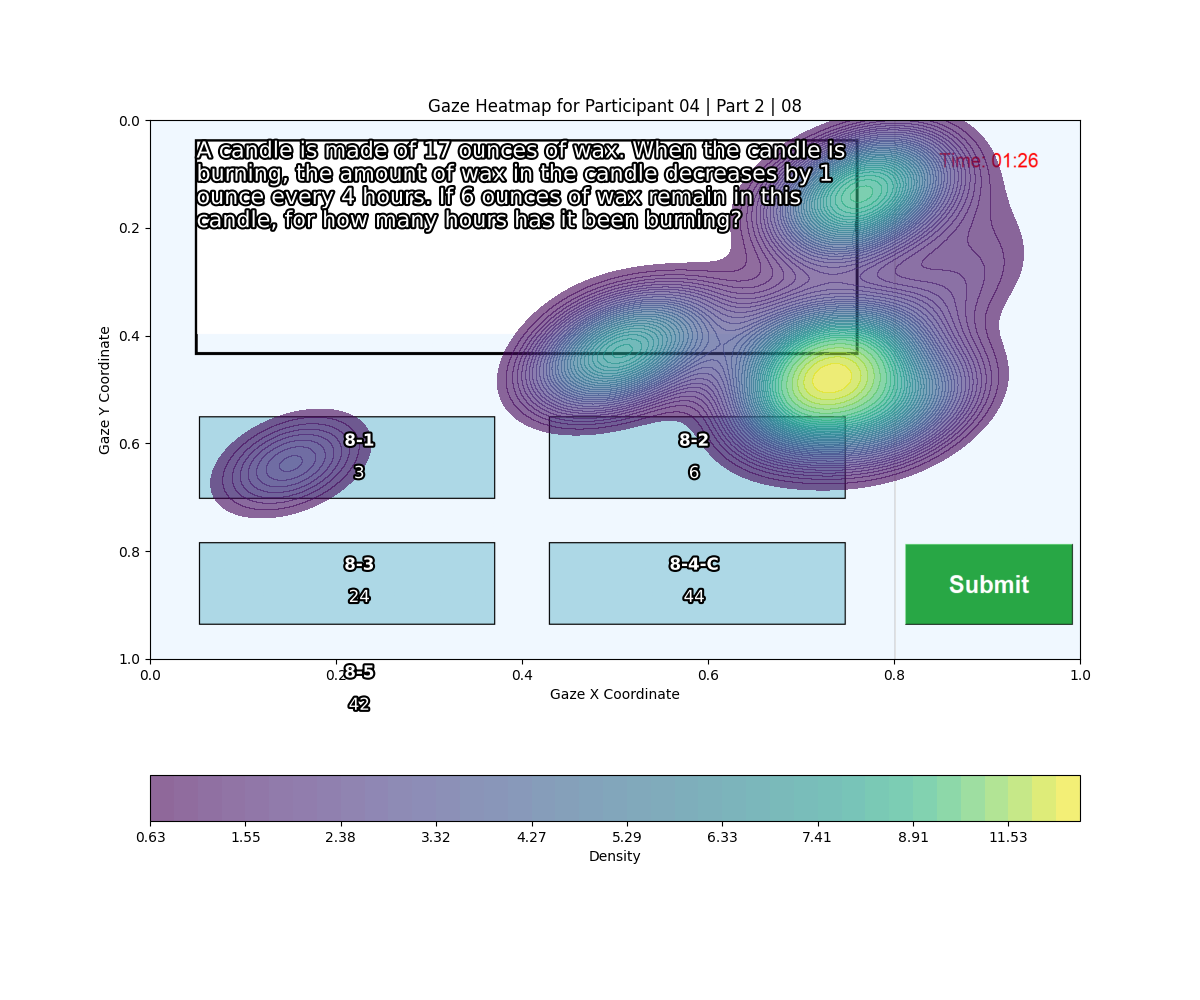 Gaze Heatmap for Participant 04 | Part 2 | 08
A candle is made of 17 ounces of wax. When the candle is
burning, the amount of wax in the candle decreases by 1
ounce every 4 hours. If 6 ounces of wax remain in this
candle, for how many hours has it been burning?
Time: 01:26
8-1
3
8-2
6
8-3
24
8-4-C
44
Submit
8-5
42
0.0
0.2
0.4
0.6
0.8
1.0
Gaze Y Coordinate
0.0
0.2
0.4
0.6
0.8
1.0
Gaze X Coordinate
0.63
1.55
2.38
3.32
4.27
5.29
6.33
7.41
8.91
11.53
Density